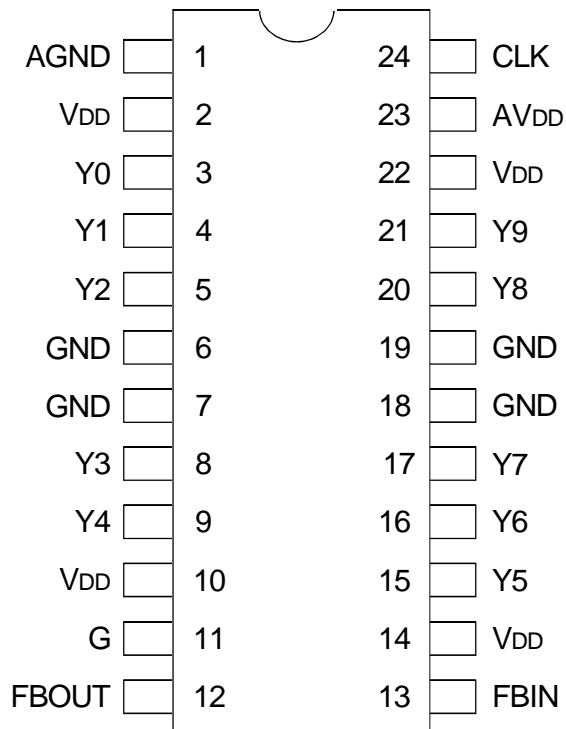 AGND 1 24 CLK
VDD 2 23 AVDD
Y0 3 22 VDD
Y1 4 21 Y9
Y2 5 20 Y8
GND 6 19 GND
GND 7 18 GND
Y3 8 17 Y7
Y4 9 16 Y6
VDD 10 15 Y5
G 11 14 VDD
FBOUT 12 13 FBIN